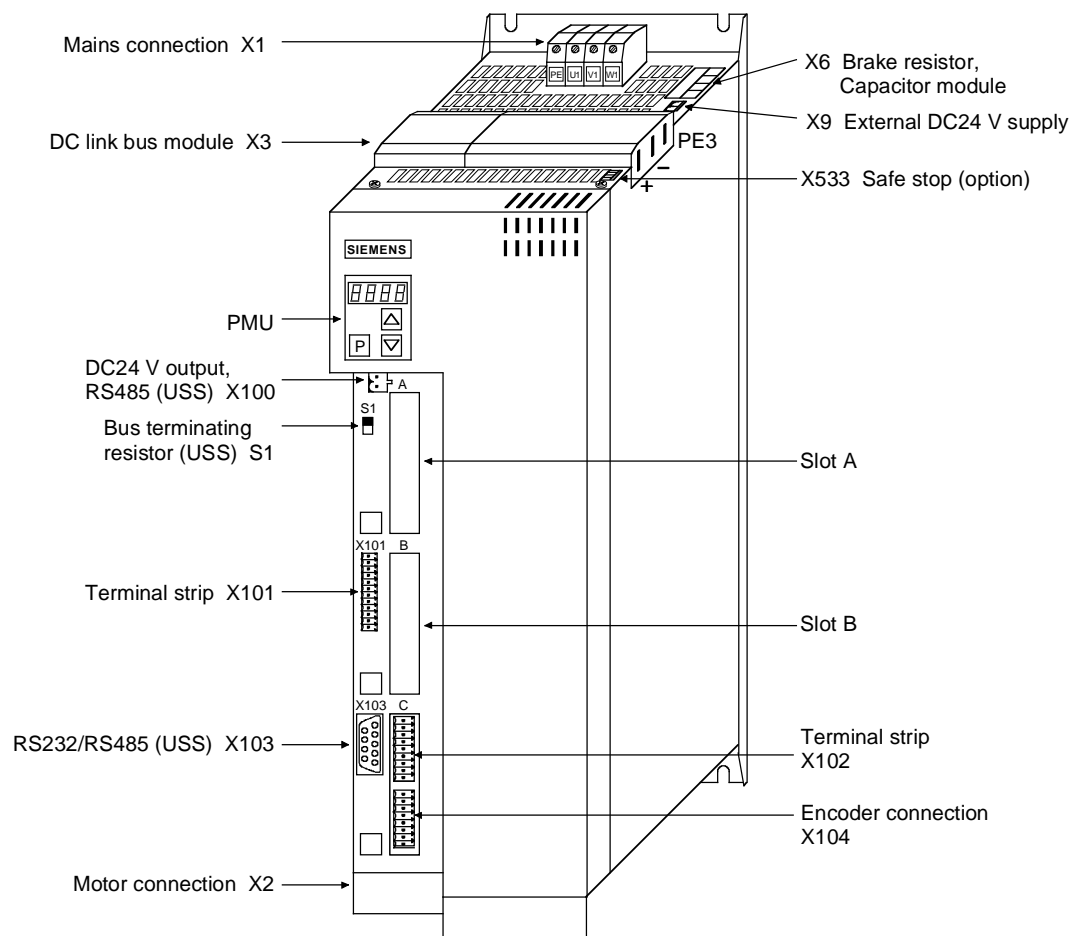 Mains connection X1
PE U1 V1 W1
X6 Brake resistor,
Capacitor module
X9 External DC24 V supply
DC link bus module X3
PE3
–
+
X533 Safe stop (option)
SIEMENS
8888
PMU
P
DC24 V output,
RS485 (USS) X100
A
S1
Bus terminating
resistor (USS) S1
Slot A
X101 B
Terminal strip X101
Slot B
X103 C
RS232/RS485 (USS) X103
Terminal strip
X102
Encoder connection
X104
Motor connection X2